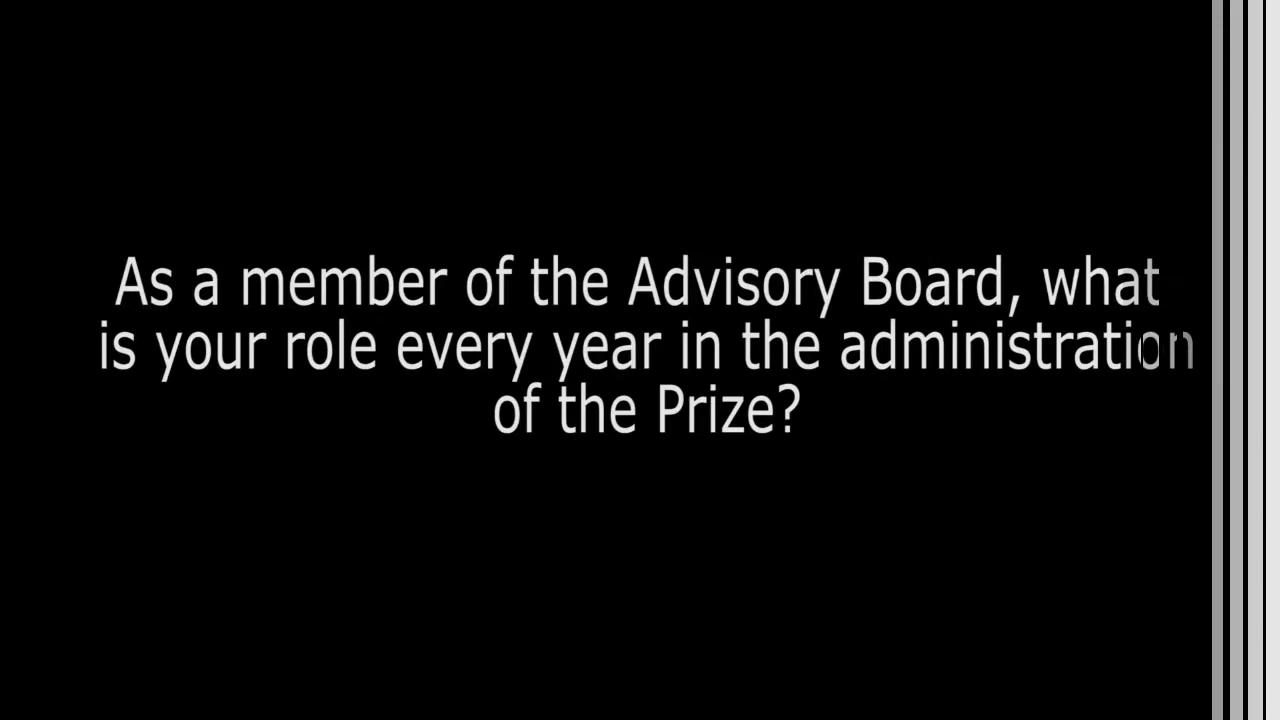 As a member of the Advisory Board, what
is your role every year in the administration
of the Prize?